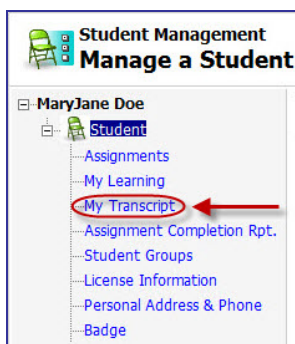 Student Management
Manage a Student
MaryJane Doe
Student
Assignments
My Learning
My Transcript
Assignment Completion Rpt.
Student Groups
License Information
Personal Address & Phone
Badge